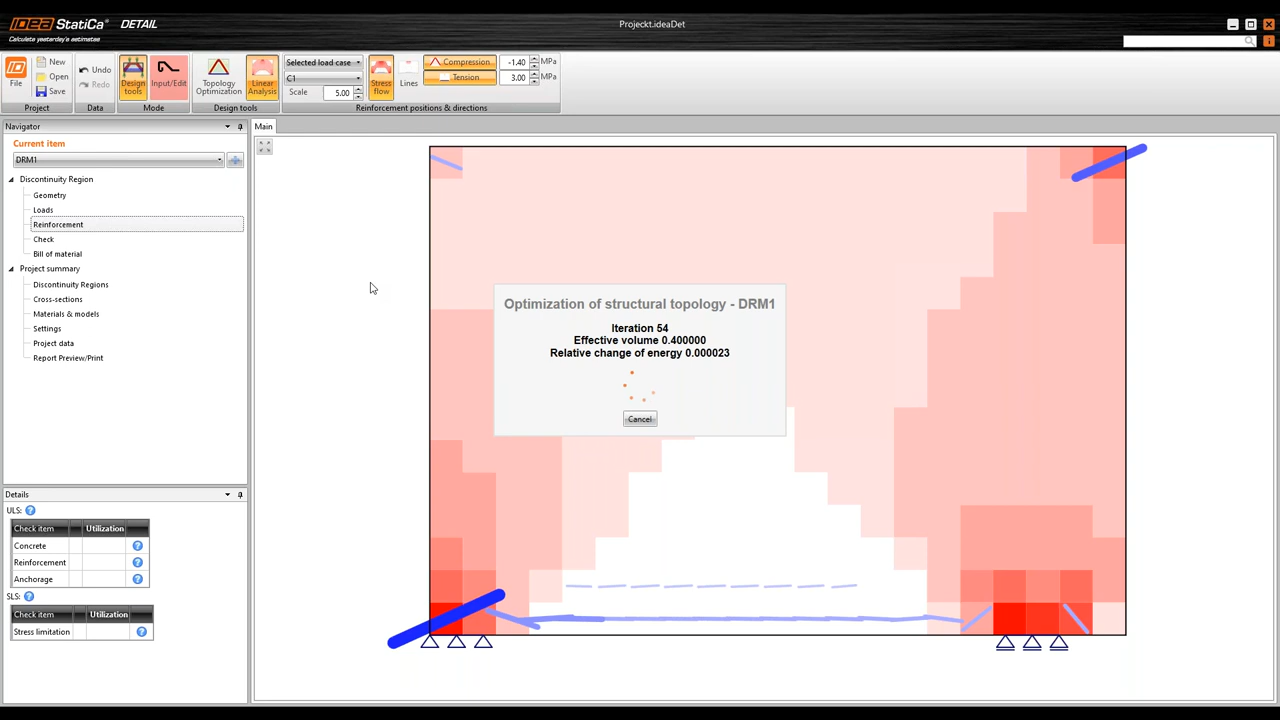 IDEA StatiCa® DETAIL
Calculate yesterday's estimates
Projeckt.ideaDet
File
New
Open
Save
Project
Undo
Redo
Data
Design tools
Input/Edit
Mode
Topology Optimization
Linear Analysis
Design tools
Selected load case
C1
Scale 5.00
Stress flow
Lines
Compression -1.40 MPa
Tension 3.00 MPa
Reinforcement positions & directions
Navigator
Current item
DRM1
Discontinuity Region
Geometry
Loads
Reinforcement
Check
Bill of material
Project summary
Discontinuity Regions
Cross-sections
Materials & models
Settings
Project data
Report Preview/Print
Main
Optimization of structural topology - DRM1
Iteration 54
Effective volume 0.400000
Relative change of energy 0.000023
Cancel
Details
ULS:
Check item Utilization
Concrete
Reinforcement
Anchorage
SLS:
Check item Utilization
Stress limitation